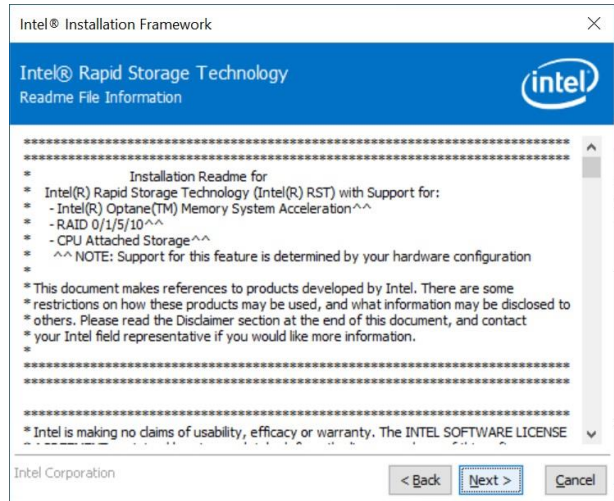 Intel® Installation Framework
Intel® Rapid Storage Technology
Readme File Information
intel
*****************************************************************************
*****************************************************************************
* Installation Readme for
* Intel(R) Rapid Storage Technology (Intel(R) RST) with Support for:
* - Intel(R) Optane(TM) Memory System Acceleration^^
* - RAID 0/1/5/10^^
* - CPU Attached Storage^^
* ^^ NOTE: Support for this feature is determined by your hardware configuration
*
* This document makes references to products developed by Intel. There are some
* restrictions on how these products may be used, and what information may be disclosed to
* others. Please read the Disclaimer section at the end of this document, and contact
* your Intel field representative if you would like more information.
*
*****************************************************************************
*****************************************************************************
*****************************************************************************
* Intel is making no claims of usability, efficacy or warranty. The INTEL SOFTWARE LICENSE
Intel Corporation
< Back
Next >
Cancel